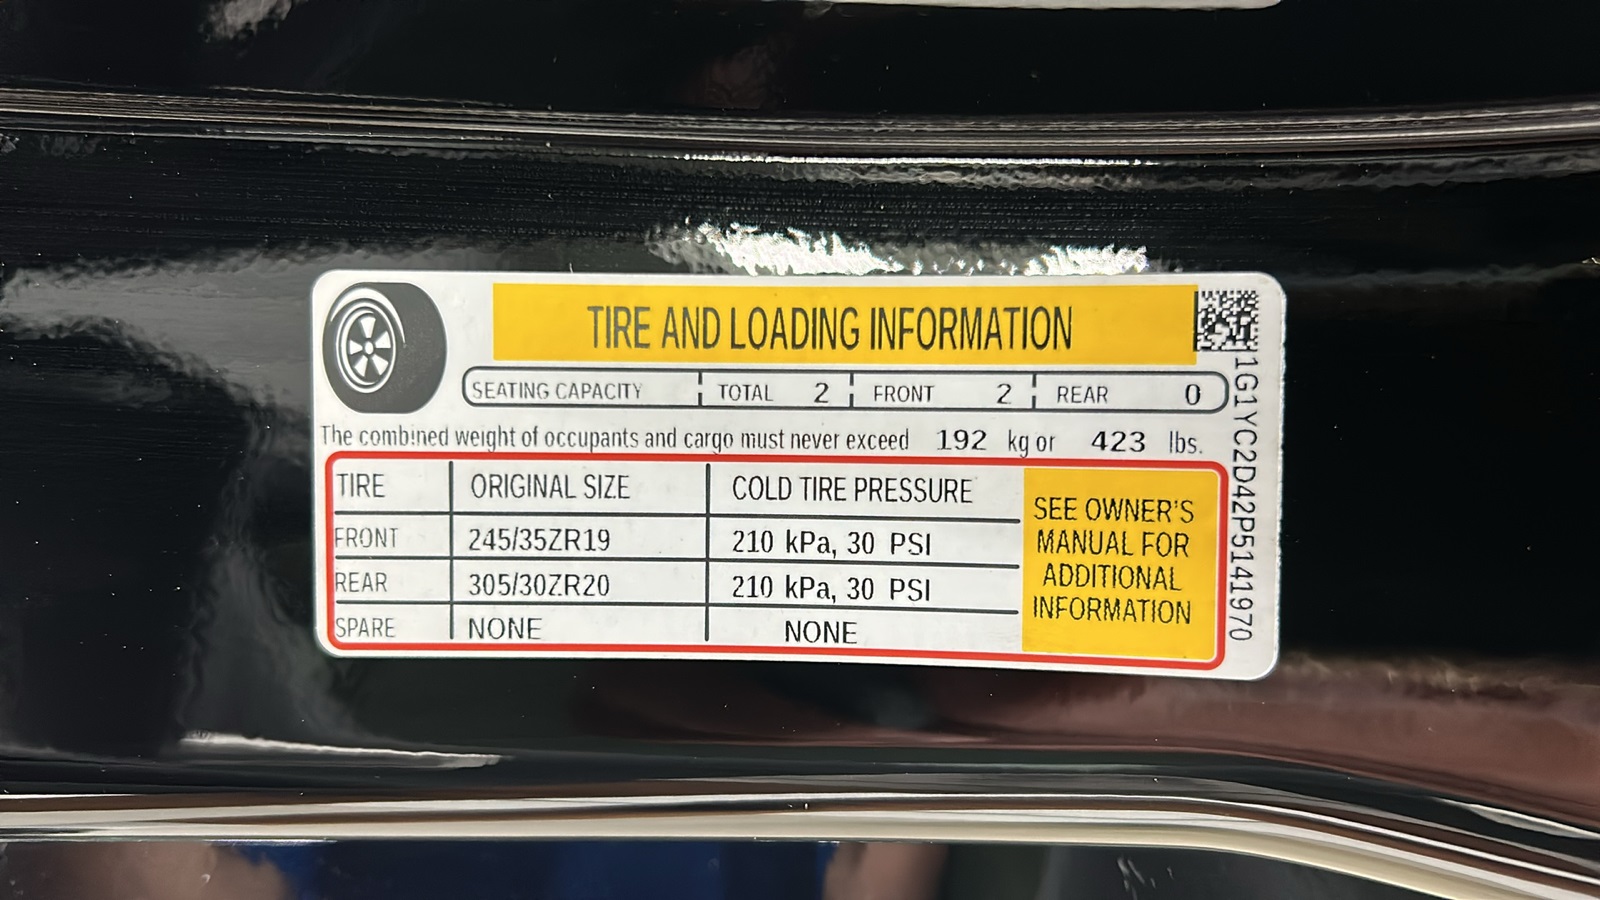 TIRE AND LOADING INFORMATION
SEATING CAPACITY TOTAL 2 FRONT 2 REAR 0
The combined weight of occupants and cargo must never exceed 192 kg or 423 lbs.
TIRE ORIGINAL SIZE COLD TIRE PRESSURE
FRONT 245/35ZR19 210 kPa, 30 PSI
REAR 305/30ZR20 210 kPa, 30 PSI
SPARE NONE NONE
SEE OWNER'S
MANUAL FOR
ADDITIONAL
INFORMATION
1G1YC2D42P5141970